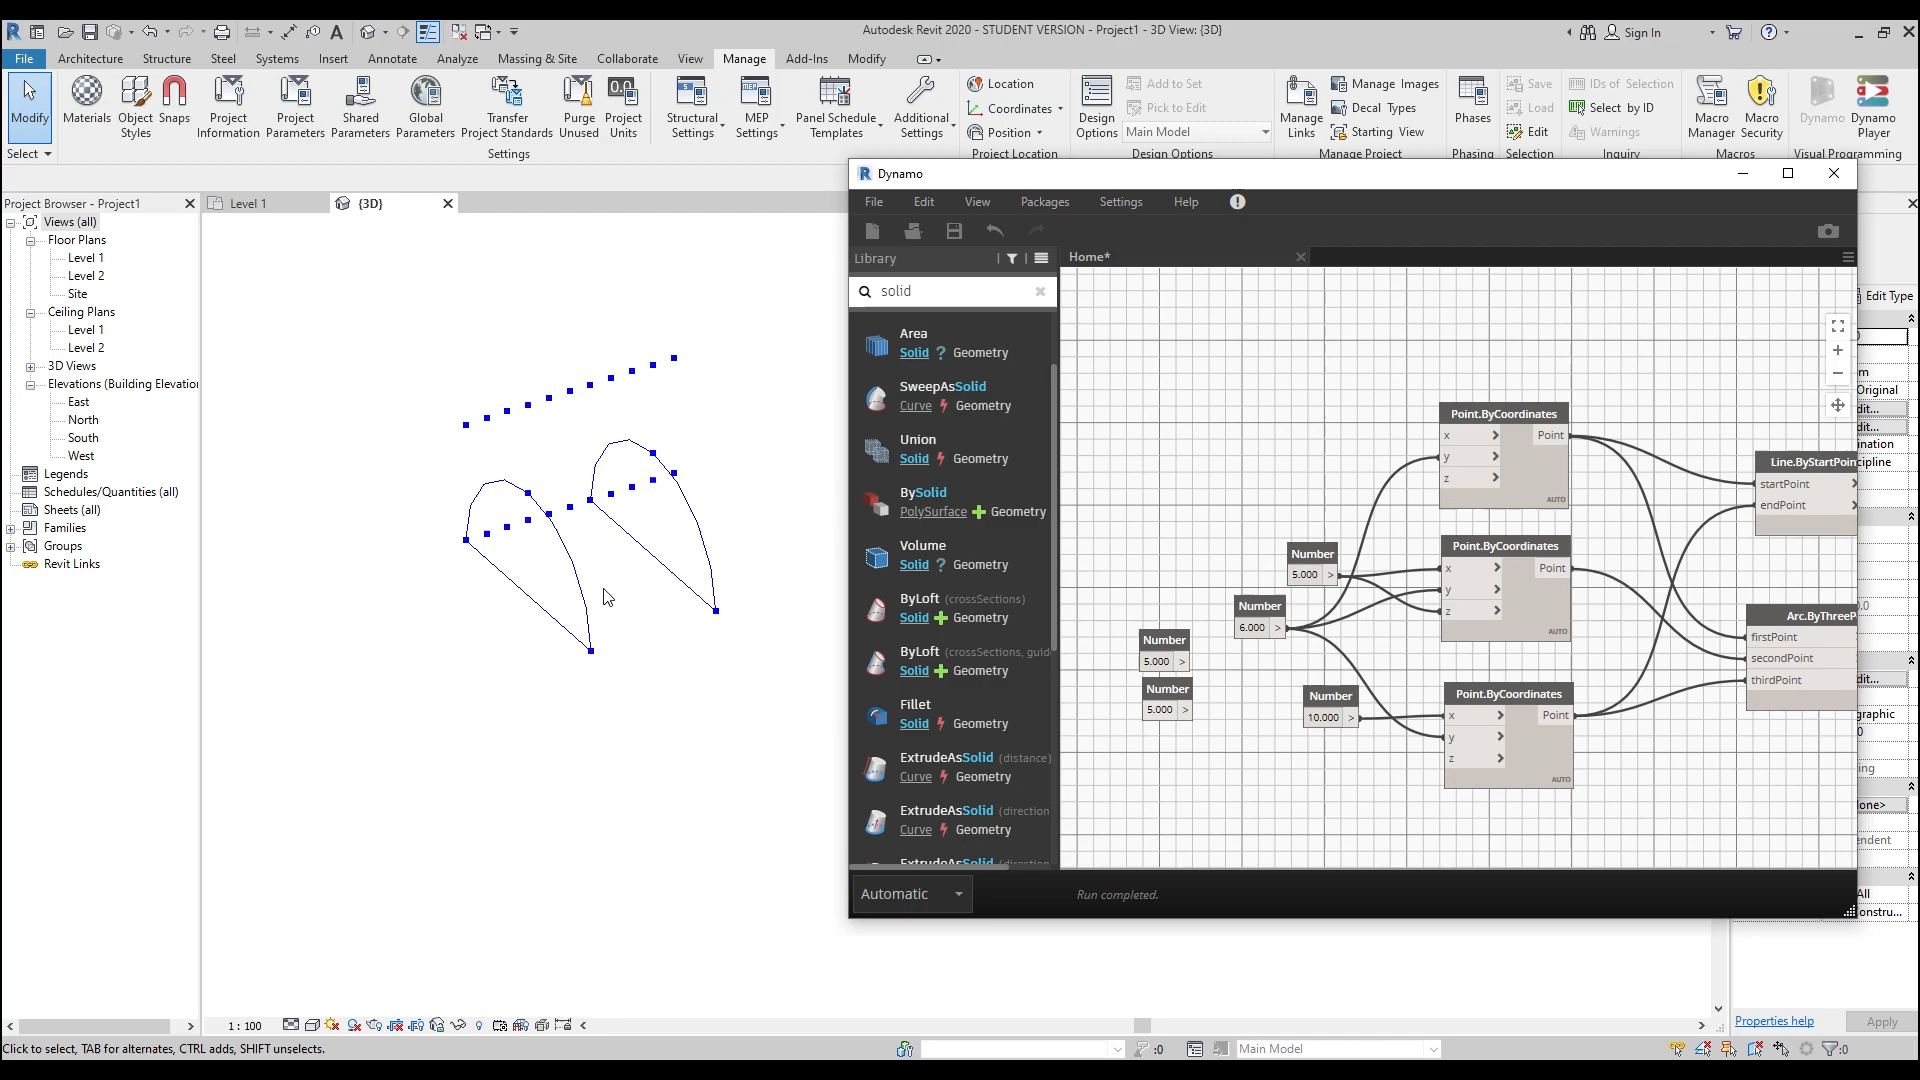 Autodesk Revit 2020 - STUDENT VERSION - Project1 - 3D View: {3D}
Sign In
File
Architecture
Structure
Steel
Systems
Insert
Annotate
Analyze
Massing & Site
Collaborate
View
Manage
Add-Ins
Modify
Modify
Materials
Object Styles
Snaps
Project Information
Project Parameters
Shared Parameters
Global Parameters
Transfer Project Standards
Purge Unused
Project Units
Structural Settings
MEP Settings
Panel Schedule Templates
Additional Settings
Location
Coordinates
Position
Design Options
Add to Set
Pick to Edit
Main Model
Manage Links
Manage Images
Decal Types
Starting View
Phases
Save
Load
Edit
IDs of Selection
Select by ID
Warnings
Macro Manager
Macro Security
Dynamo
Dynamo Player
Select
Settings
Project Location
Design Options
Manage Project
Phasing
Selection
Inquiry
Macros
Visual Programming
Project Browser - Project1
Views (all)
Floor Plans
Level 1
Level 2
Site
Ceiling Plans
Level 1
Level 2
3D Views
Elevations (Building Elevation
East
North
South
West
Legends
Schedules/Quantities (all)
Sheets (all)
Families
Groups
Revit Links
Level 1
{3D}
Dynamo
File
Edit
View
Packages
Settings
Help
Library
Home*
solid
Area
Solid ? Geometry
SweepAsSolid
Curve Geometry
Union
Solid Geometry
BySolid
PolySurface + Geometry
Volume
Solid ? Geometry
ByLoft (crossSections)
Solid + Geometry
ByLoft (crossSections, guid
Solid + Geometry
Fillet
Solid Geometry
ExtrudeAsSolid (distance)
Curve Geometry
ExtrudeAsSolid (direction
Curve Geometry
ExtrudeAsSolid (direction
Number
5.000 >
Number
5.000 >
Number
6.000 >
Number
5.000 >
Number
10.000 >
Point.ByCoordinates
x > Point
y >
z >
AUTO
Point.ByCoordinates
x > Point
y >
z >
AUTO
Point.ByCoordinates
x > Point
y >
z >
AUTO
Line.ByStartPoin
startPoint >
endPoint >
Arc.ByThreeP
firstPoint
secondPoint
thirdPoint
Automatic
Run completed.
Edit Type
Original
dit...
dit...
ination
cipline
dit...
graphic
ing
lone>
endent
All
onstru...
Properties help
Apply
1 : 100
Click to select, TAB for alternates, CTRL adds, SHIFT unselects.
:0
Main Model
:0